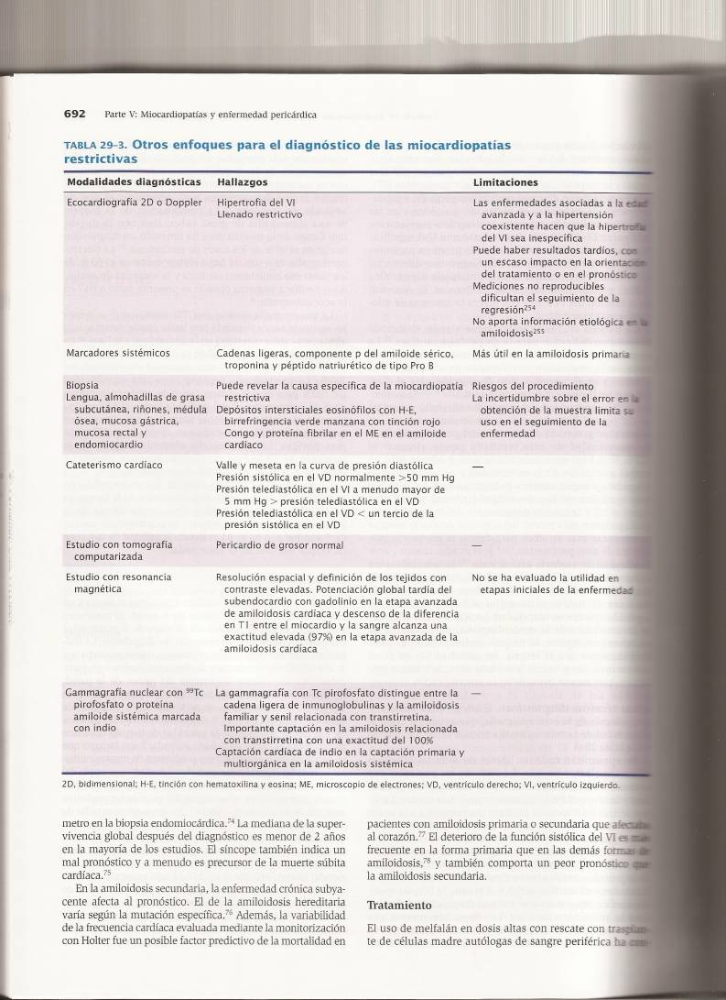 692 Parte V: Miocardiopatías y enfermedad pericárdica
TABLA 29-3. Otros enfoques para el diagnóstico de las miocardiopatías
restrictivas
Modalidades diagnósticas Hallazgos Limitaciones
Ecocardiografía 2D o Doppler
Hipertrofia del VI
Llenado restrictivo
Las enfermedades asociadas a la edad
avanzada y a la hipertensión
coexistente hacen que la hipertrofia
del VI sea inespecífica
Puede haber resultados tardíos, con
un escaso impacto en la orientación
del tratamiento o en el pronóstico
Mediciones no reproducibles
dificultan el seguimiento de la
regresión254
No aporta información etiológica en la
amiloidosis255
Marcadores sistémicos
Cadenas ligeras, componente p del amiloide sérico,
troponina y péptido natriurético de tipo Pro B
Más útil en la amiloidosis primaria
Biopsia
Lengua, almohadillas de grasa
subcutánea, riñones, médula
ósea, mucosa gástrica,
mucosa rectal y
endomiocardio
Puede revelar la causa específica de la miocardiopatía
restrictiva
Depósitos intersticiales eosinófilos con H-E,
birrefringencia verde manzana con tinción rojo
Congo y proteína fibrilar en el ME en el amiloide
cardíaco
Riesgos del procedimiento
La incertidumbre sobre el error en la
obtención de la muestra limita su
uso en el seguimiento de la
enfermedad
Cateterismo cardíaco
Valle y meseta en la curva de presión diastólica
Presión sistólica en el VD normalmente >50 mm Hg
Presión telediastólica en el VI a menudo mayor de
5 mm Hg > presión telediastólica en el VD
Presión telediastólica en el VD < un tercio de la
presión sistólica en el VD
—
Estudio con tomografía
computarizada
Pericardio de grosor normal
—
Estudio con resonancia
magnética
Resolución espacial y definición de los tejidos con
contraste elevadas. Potenciación global tardía del
subendocardio con gadolinio en la etapa avanzada
de amiloidosis cardíaca y descenso de la diferencia
en T1 entre el miocardio y la sangre alcanza una
exactitud elevada (97%) en la etapa avanzada de la
amiloidosis cardíaca
No se ha evaluado la utilidad en
etapas iniciales de la enfermedad
Gammagrafía nuclear con 99Tc
pirofosfato o proteína
amiloide sistémica marcada
con indio
La gammagrafía con Tc pirofosfato distingue entre la
cadena ligera de inmunoglobulinas y la amiloidosis
familiar y senil relacionada con transtirretina.
Importante captación en la amiloidosis relacionada
con transtirretina con una exactitud del 100%
Captación cardíaca de indio en la captación primaria y
multiorgánica en la amiloidosis sistémica
—
2D, bidimensional; H-E, tinción con hematoxilina y eosina; ME, microscopio de electrones; VD, ventrículo derecho; VI, ventrículo izquierdo.
metro en la biopsia endomiocárdica.74 La mediana de la super-
vivencia global después del diagnóstico es menor de 2 años
en la mayoría de los estudios. El síncope también indica un
mal pronóstico y a menudo es precursor de la muerte súbita
cardíaca.75
En la amiloidosis secundaria, la enfermedad crónica subya-
cente afecta al pronóstico. El de la amiloidosis hereditaria
varía según la mutación específica.76 Además, la variabilidad
de la frecuencia cardíaca evaluada mediante la monitorización
con Holter fue un posible factor predictivo de la mortalidad en
pacientes con amiloidosis primaria o secundaria que afectaba
al corazón.77 El deterioro de la función sistólica del VI es más
frecuente en la forma primaria que en las demás formas de
amiloidosis,78 y también comporta un peor pronóstico que
la amiloidosis secundaria.
Tratamiento
El uso de melfalán en dosis altas con rescate con trasplan-
te de células madre autólogas de sangre periférica ha